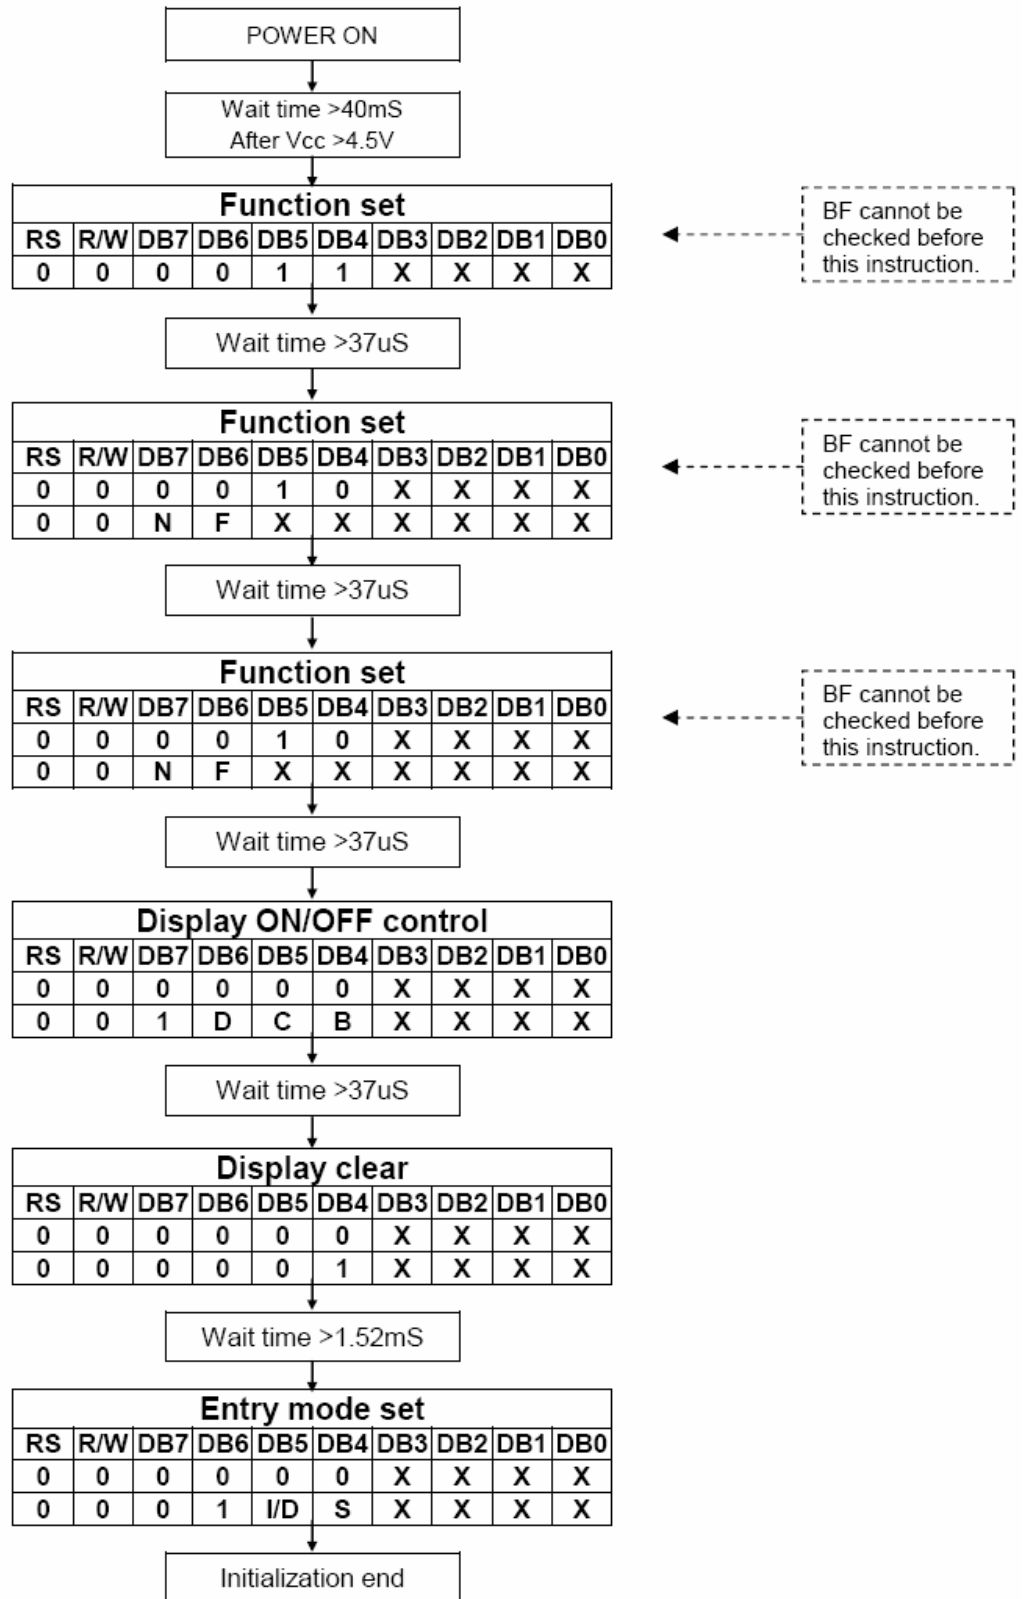 POWER ON
Wait time >40mS
After Vcc >4.5V
Function set
RS R/W DB7 DB6 DB5 DB4 DB3 DB2 DB1 DB0
0 0 0 0 1 1 X X X X
BF cannot be
checked before
this instruction.
Wait time >37uS
Function set
RS R/W DB7 DB6 DB5 DB4 DB3 DB2 DB1 DB0
0 0 0 0 1 0 X X X X
0 0 N F X X X X X X
BF cannot be
checked before
this instruction.
Wait time >37uS
Function set
RS R/W DB7 DB6 DB5 DB4 DB3 DB2 DB1 DB0
0 0 0 0 1 0 X X X X
0 0 N F X X X X X X
BF cannot be
checked before
this instruction.
Wait time >37uS
Display ON/OFF control
RS R/W DB7 DB6 DB5 DB4 DB3 DB2 DB1 DB0
0 0 0 0 0 0 X X X X
0 0 1 D C B X X X X
Wait time >37uS
Display clear
RS R/W DB7 DB6 DB5 DB4 DB3 DB2 DB1 DB0
0 0 0 0 0 0 X X X X
0 0 0 0 0 1 X X X X
Wait time >1.52mS
Entry mode set
RS R/W DB7 DB6 DB5 DB4 DB3 DB2 DB1 DB0
0 0 0 0 0 0 X X X X
0 0 0 1 I/D S X X X X
Initialization end